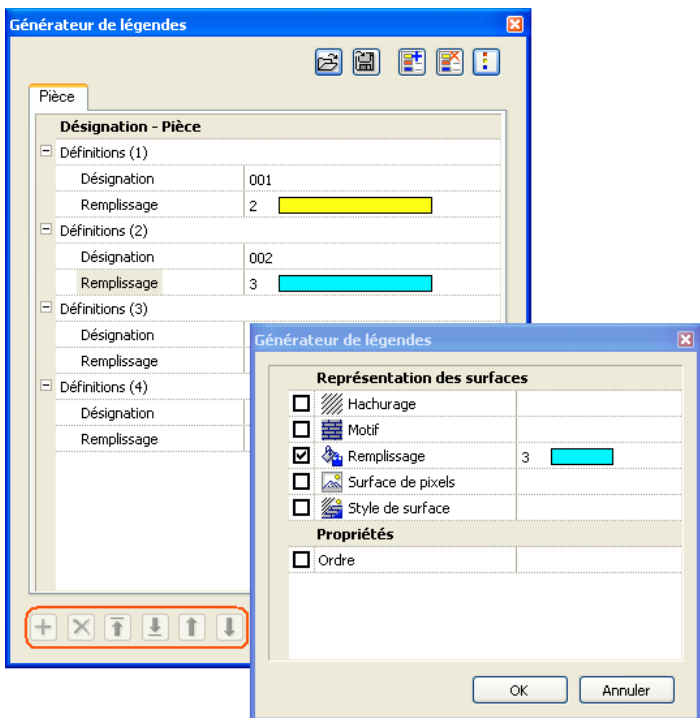 Générateur de légendes
Pièce
Désignation - Pièce
Définitions (1)
Désignation 001
Remplissage 2
Définitions (2)
Désignation 002
Remplissage 3
Définitions (3)
Désignation
Remplissage
Définitions (4)
Désignation
Remplissage
Générateur de légendes
Représentation des surfaces
Hachurage
Motif
Remplissage 3
Surface de pixels
Style de surface
Propriétés
Ordre
OK Annuler